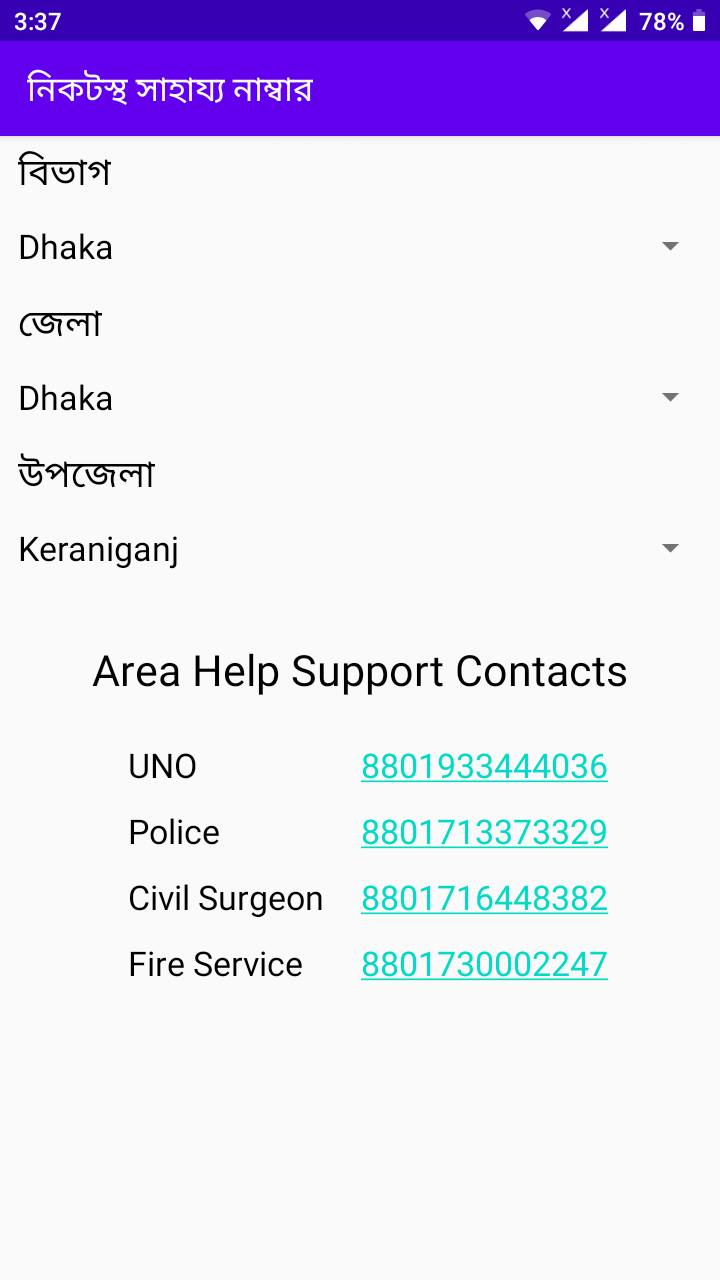 3:37
78%
নিকটস্থ সাহায্য নাম্বার
বিভাগ
Dhaka
জেলা
Dhaka
উপজেলা
Keraniganj
Area Help Support Contacts
UNO 8801933444036
Police 8801713373329
Civil Surgeon 8801716448382
Fire Service 8801730002247